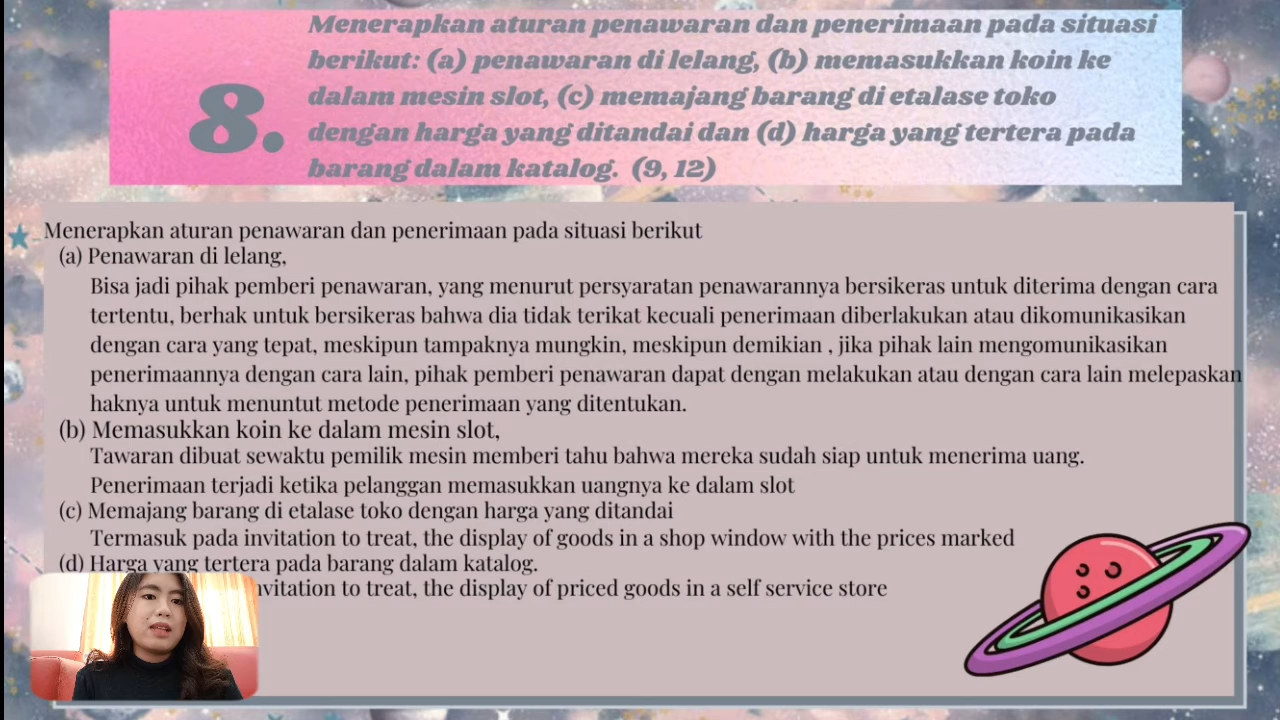 8.
Menerapkan aturan penawaran dan penerimaan pada situasi
berikut: (a) penawaran di lelang, (b) memasukkan koin ke
dalam mesin slot, (c) memajang barang di etalase toko
dengan harga yang ditandai dan (d) harga yang tertera pada
barang dalam katalog. (9, 12)
Menerapkan aturan penawaran dan penerimaan pada situasi berikut
(a) Penawaran di lelang,
Bisa jadi pihak pemberi penawaran, yang menurut persyaratan penawarannya bersikeras untuk diterima dengan cara
tertentu, berhak untuk bersikeras bahwa dia tidak terikat kecuali penerimaan diberlakukan atau dikomunikasikan
dengan cara yang tepat, meskipun tampaknya mungkin, meskipun demikian , jika pihak lain mengomunikasikan
penerimaannya dengan cara lain, pihak pemberi penawaran dapat dengan melakukan atau dengan cara lain melepaskan
haknya untuk menuntut metode penerimaan yang ditentukan.
(b) Memasukkan koin ke dalam mesin slot,
Tawaran dibuat sewaktu pemilik mesin memberi tahu bahwa mereka sudah siap untuk menerima uang.
Penerimaan terjadi ketika pelanggan memasukkan uangnya ke dalam slot
(c) Memajang barang di etalase toko dengan harga yang ditandai
Termasuk pada invitation to treat, the display of goods in a shop window with the prices marked
(d) Harga yang tertera pada barang dalam katalog.
invitation to treat, the display of priced goods in a self service store